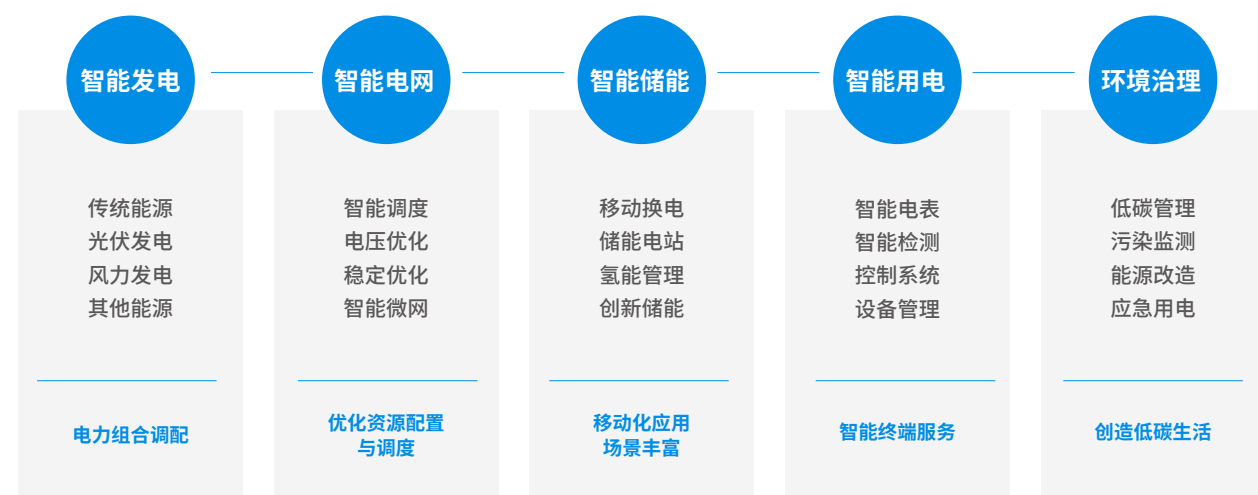 智能发电
传统能源
光伏发电
风力发电
其他能源
电力组合调配
智能电网
智能调度
电压优化
稳定优化
智能微网
优化资源配置
与调度
智能储能
移动换电
储能电站
氢能管理
创新储能
移动化应用
场景丰富
智能用电
智能电表
智能检测
控制系统
设备管理
智能终端服务
环境治理
低碳管理
污染监测
能源改造
应急用电
创造低碳生活